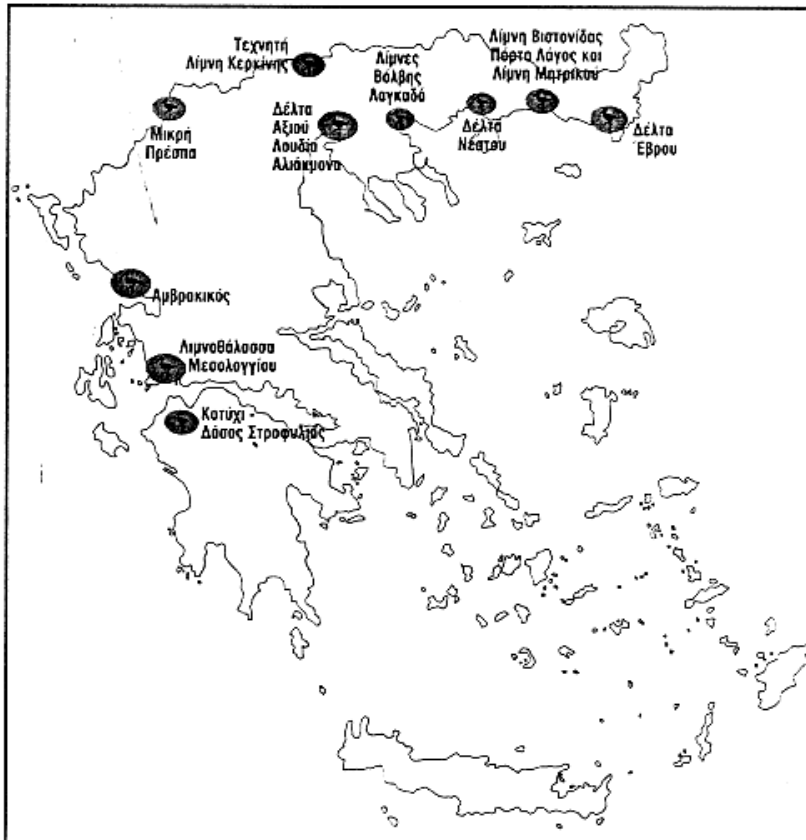 Τεχνητή
Λίμνη Κερκίνης
Λίμνες
Βόλβης
Λαγκαδά
Λίμνη Βιστονίδας
Πόρτα Λάγος και
Λίμνη Μητρικού
Μικρή
Πρέσπα
Δέλτα
Αξιού
Λουδία
Αλιάκμονα
Δέλτα
Νέστου
Δέλτα
Έβρου
Αμβρακικός
Λιμνοθάλασσα
Μεσολογγίου
Κοτύχι -
Δάσος Στροφυλιάς